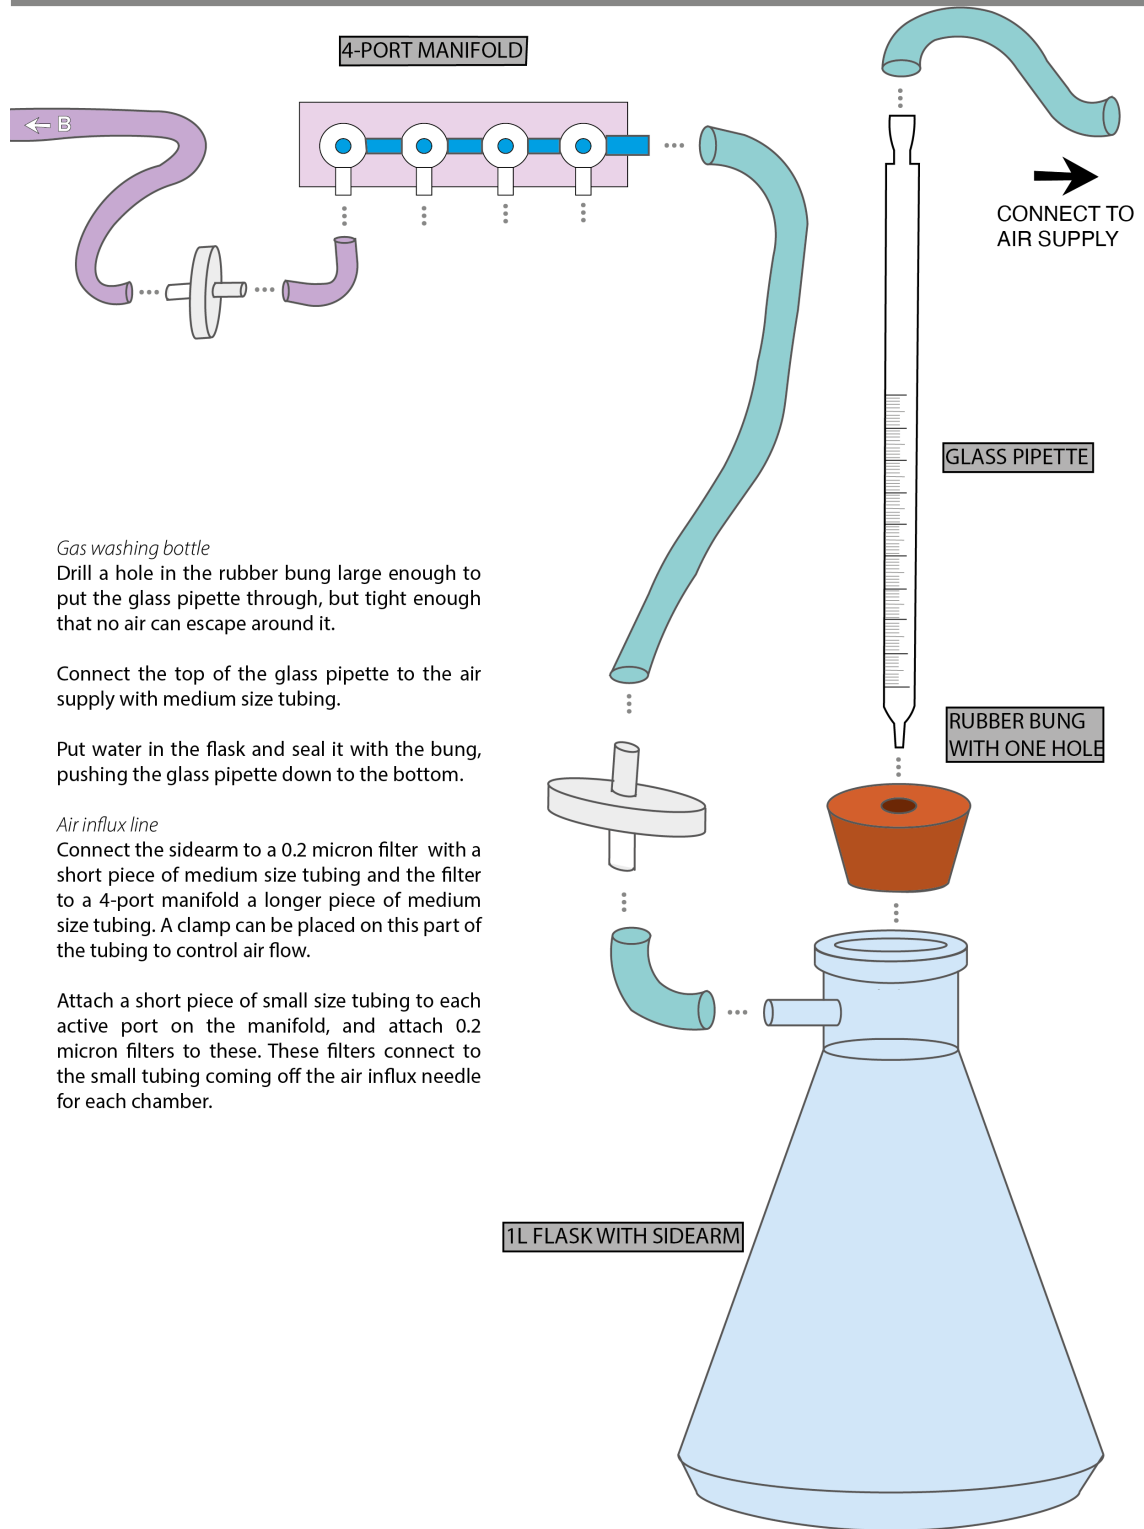 4-PORT MANIFOLD
B
CONNECT TO
AIR SUPPLY
GLASS PIPETTE
Gas washing bottle
Drill a hole in the rubber bung large enough to
put the glass pipette through, but tight enough
that no air can escape around it.
Connect the top of the glass pipette to the air
supply with medium size tubing.
Put water in the flask and seal it with the bung,
pushing the glass pipette down to the bottom.
RUBBER BUNG
WITH ONE HOLE
Air influx line
Connect the sidearm to a 0.2 micron filter with a
short piece of medium size tubing and the filter
to a 4-port manifold a longer piece of medium
size tubing. A clamp can be placed on this part of
the tubing to control air flow.
Attach a short piece of small size tubing to each
active port on the manifold, and attach 0.2
micron filters to these. These filters connect to
the small tubing coming off the air influx needle
for each chamber.
1L FLASK WITH SIDEARM